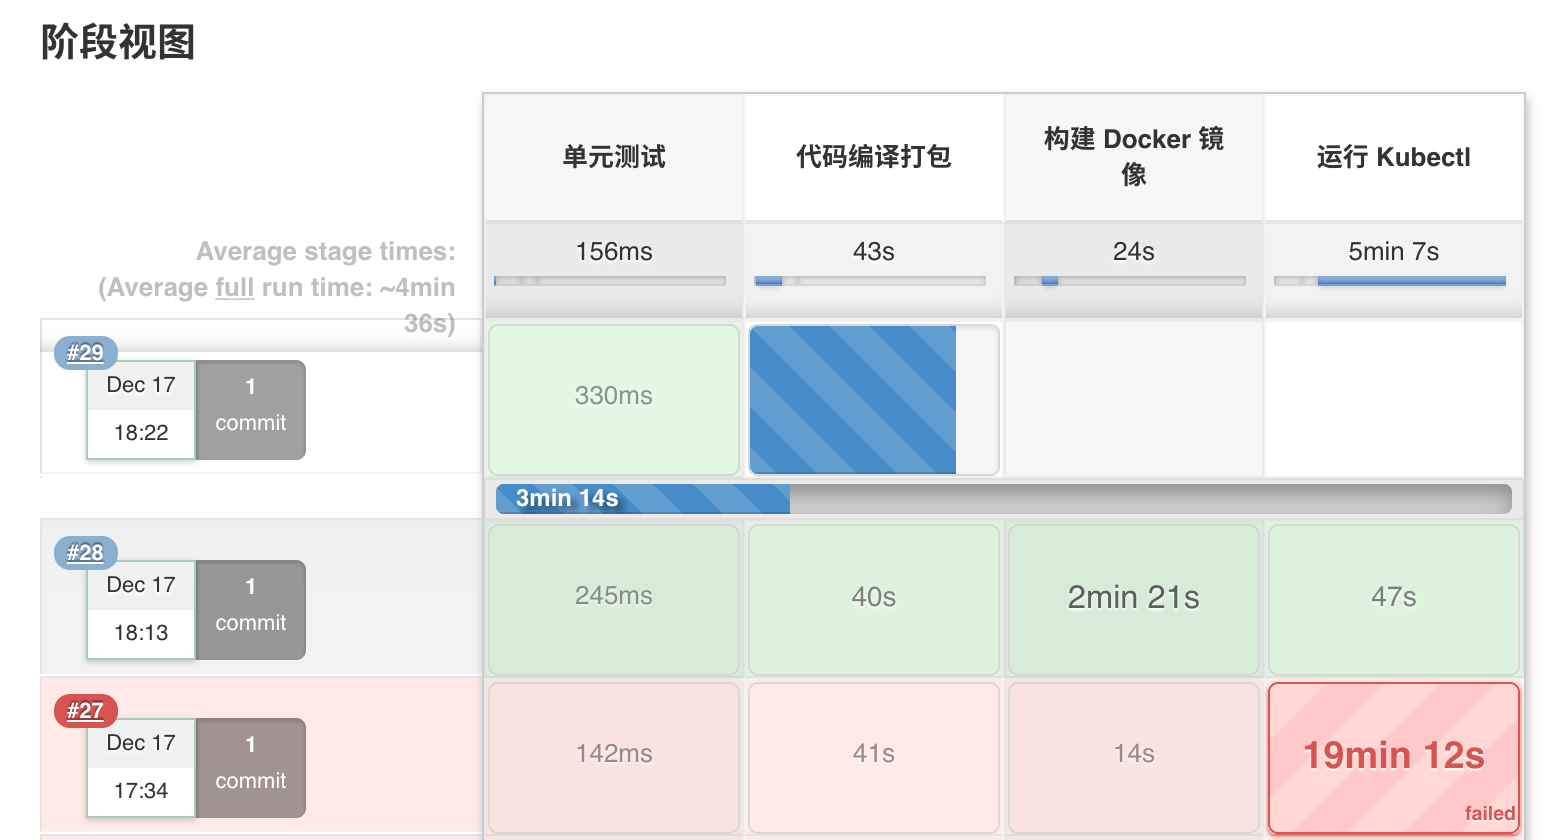 阶段视图
单元测试
代码编译打包
构建 Docker 镜
像
运行 Kubectl
Average stage times:
(Average full run time: ~4min
36s)
156ms
43s
24s
5min 7s
#29
Dec 17
18:22
1
commit
330ms
3min 14s
#28
Dec 17
18:13
1
commit
245ms
40s
2min 21s
47s
#27
Dec 17
17:34
1
commit
142ms
41s
14s
19min 12s
failed